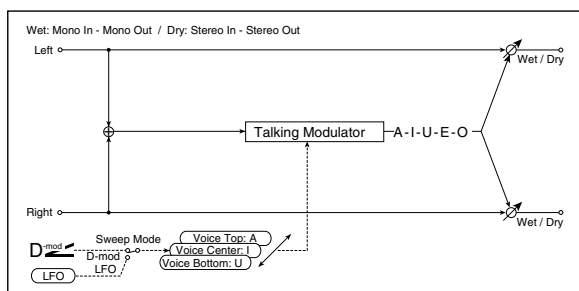 Wet: Mono In - Mono Out / Dry: Stereo In - Stereo Out
Left
Wet / Dry
Talking Modulator
A - I - U - E - O
Right
Wet / Dry
Sweep Mode
D-mod
D-mod
LFO
LFO
Voice Top: A
Voice Center: I
Voice Bottom: U